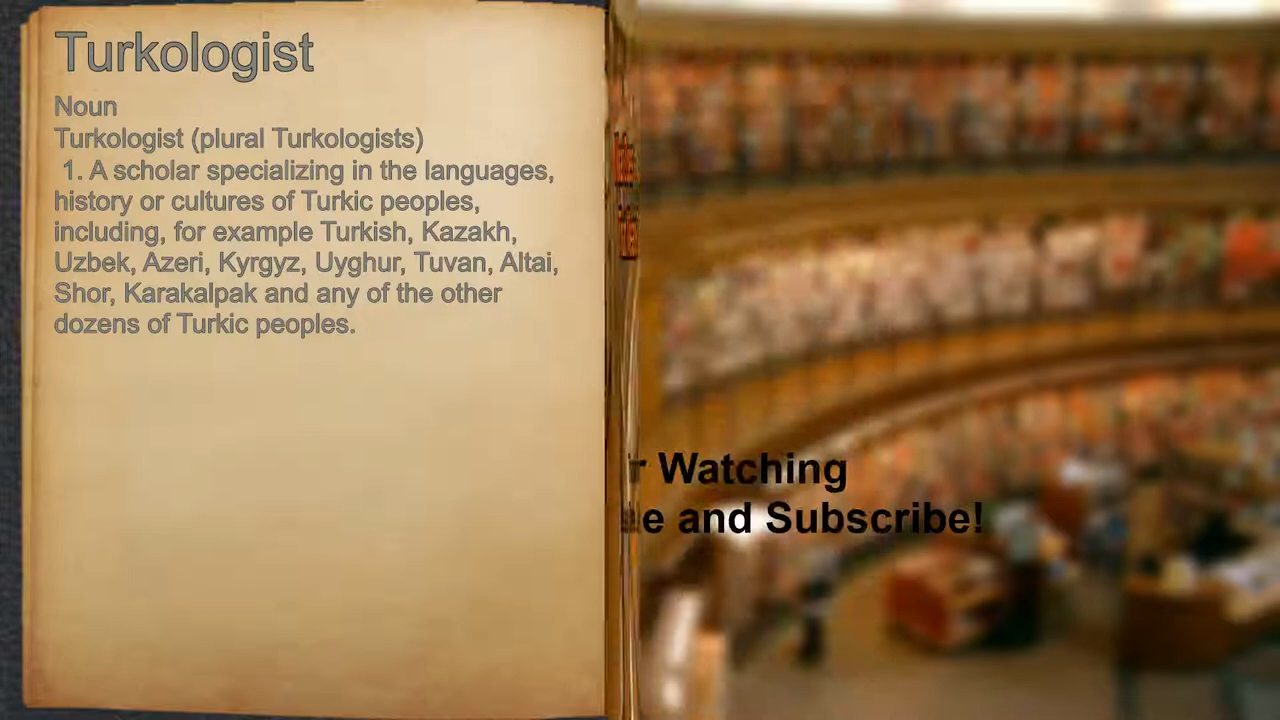 Turkologist
Noun
Turkologist (plural Turkologists)
1. A scholar specializing in the languages,
history or cultures of Turkic peoples,
including, for example Turkish, Kazakh,
Uzbek, Azeri, Kyrgyz, Uyghur, Tuvan, Altai,
Shor, Karakalpak and any of the other
dozens of Turkic peoples.
Watching
and Subscribe!